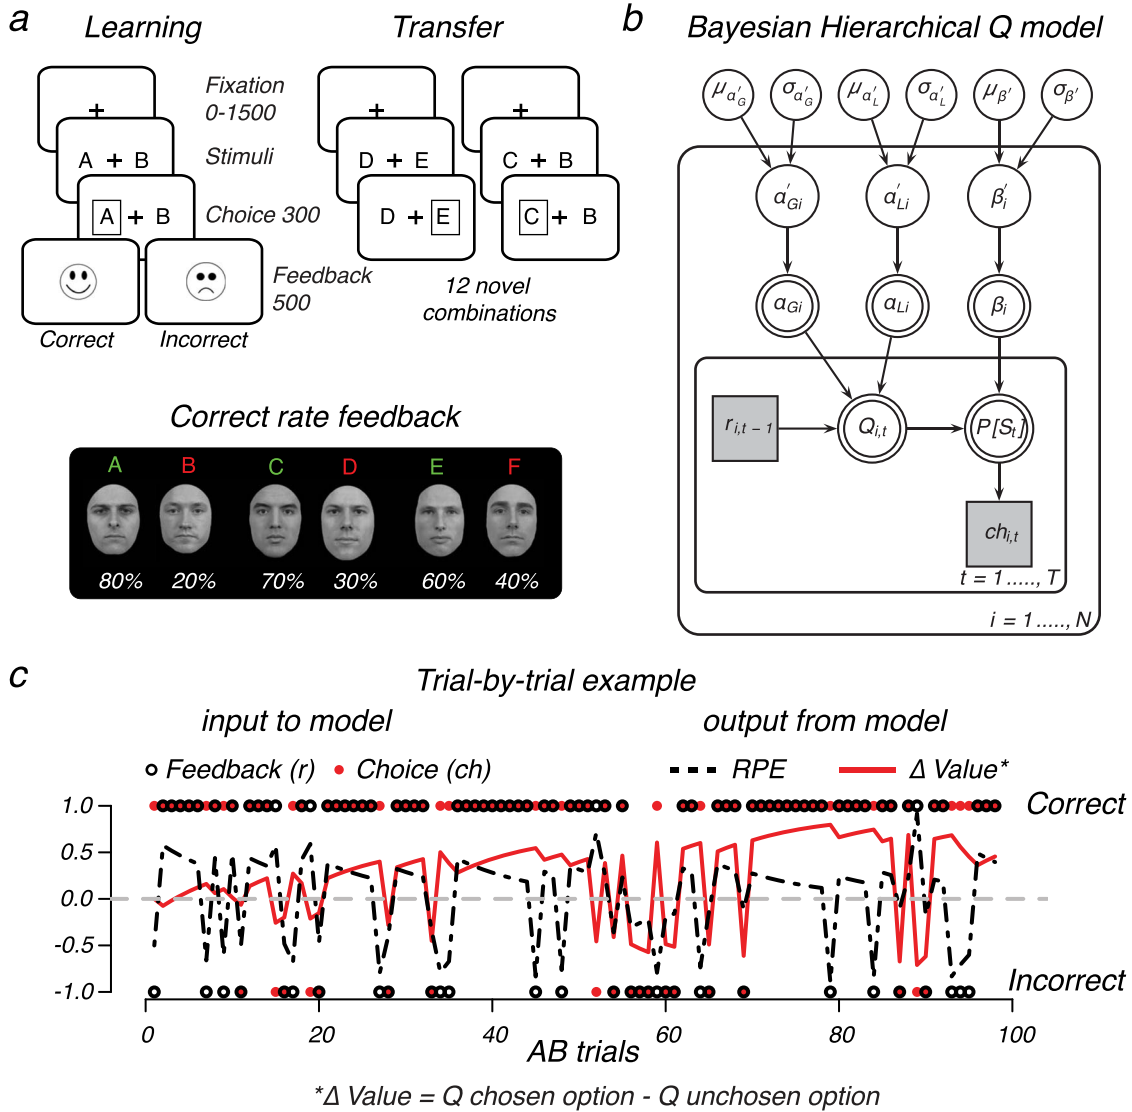 a
Learning
Transfer
Fixation
0-1500
Stimuli
Choice 300
Feedback
500
+
A + B
A + B
Correct
Incorrect
+
D + E
D + E
+
C + B
C + B
12 novel
combinations
Correct rate feedback
A B C D E F
80% 20% 70% 30% 60% 40%
b
Bayesian Hierarchical Q model
μα′G σα′G μα′L σα′L μβ′ σβ′
α′Gi α′Li β′i
αGi αLi βi
r i,t − 1 Qi,t P[St]
chi,t
t = 1 ....., T
i = 1 ....., N
c
Trial-by-trial example
input to model
output from model
Feedback (r) Choice (ch) RPE Δ Value*
1.0
0.5
0.0
-0.5
-1.0
Correct
Incorrect
0 20 40 60 80 100
AB trials
*Δ Value = Q chosen option - Q unchosen option